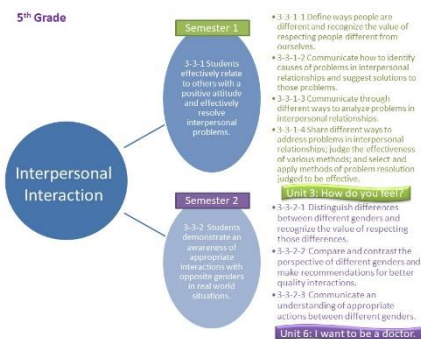 5th Grade
Interpersonal
Interaction
Semester 1
3-3-1 Students
effectively relate to
others with a
positive attitude
and effectively
resolve
interpersonal
problems.
•3-3-1-1 Define ways people are
different and recognize the value of
respecting people different from
ourselves.
•3-3-1-2 Communicate how to identify
causes of problems in interpersonal
relationships and suggest solutions to
those problems.
•3-3-1-3 Communicate through
different ways to analyze problems in
interpersonal relationships.
•3-3-1-4 Share different ways to
address problems in interpersonal
relationships; judge the effectiveness
of various methods; and select and
apply methods of problem resolution
judged to be effective.
Unit 3: How do you feel?
Semester 2
3-3-2 Students
demonstrate an
awareness of
appropriate
interactions with
opposite genders
in real world
situations.
•3-3-2-1 Distinguish differences
between different genders and
recognize the value of respecting
those differences.
•3-3-2-2 Compare and contrast the
perspective of different genders and
make recommendations for better
quality interactions.
•3-3-2-3 Communicate an
understanding of appropriate
actions between different genders.
Unit 6: I want to be a doctor.